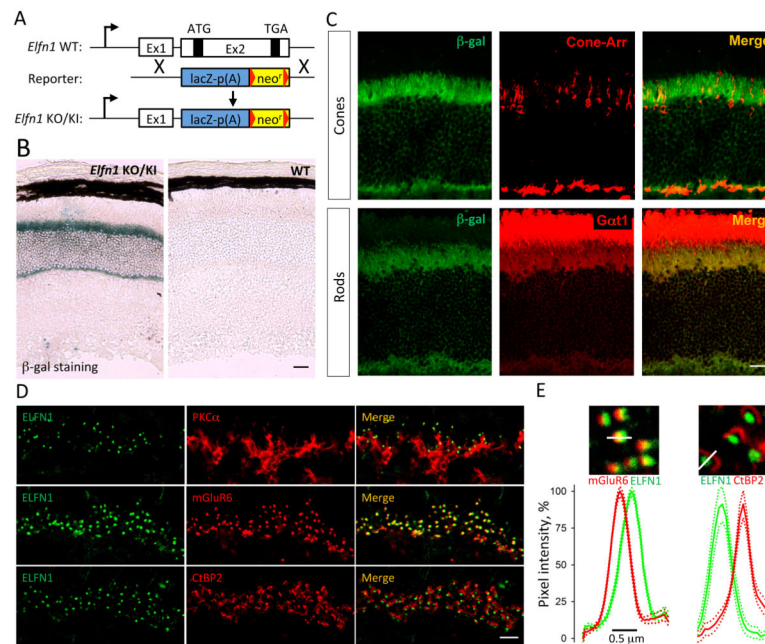 A
ATG TGA
Elfn1 WT: Ex1 Ex2
Reporter: X lacZ-p(A) neoʳ X
Elfn1 KO/KI: Ex1 lacZ-p(A) neoʳ
B
Elfn1 KO/KI WT
β-gal staining
C
Cones
β-gal Cone-Arr Merge
Rods
β-gal Gαt1 Merge
D
ELFN1 PKCα Merge
ELFN1 mGluR6 Merge
ELFN1 CtBP2 Merge
E
mGluR6 ELFN1 ELFN1 CtBP2
Pixel intensity, %
100
75
50
25
0
0.5 μm